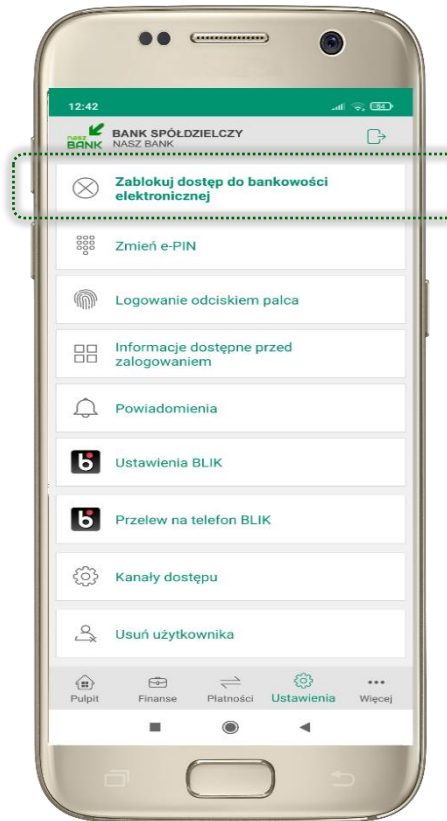 12:42
54
nasz BANK
BANK SPÓŁDZIELCZY
NASZ BANK
Zablokuj dostęp do bankowości
elektronicznej
Zmień e-PIN
Logowanie odciskiem palca
Informacje dostępne przed
zalogowaniem
Powiadomienia
Ustawienia BLIK
Przelew na telefon BLIK
Kanały dostępu
Usuń użytkownika
Pulpit Finanse Płatności Ustawienia Więcej